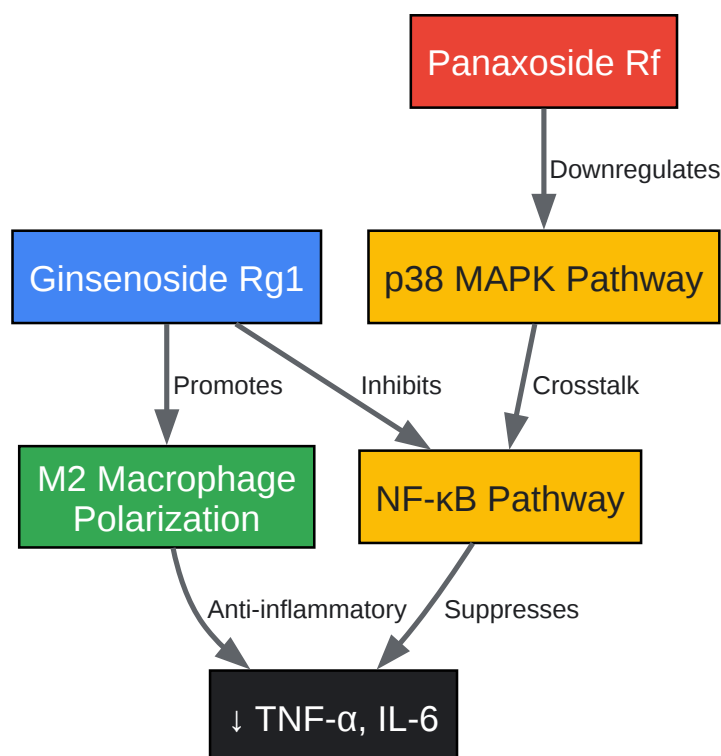 Panaxoside Rf
Downregulates
Ginsenoside Rg1
p38 MAPK Pathway
Promotes
Inhibits
Crosstalk
M2 Macrophage
Polarization
NF-κB Pathway
Anti-inflammatory
Suppresses
↓ TNF-α, IL-6